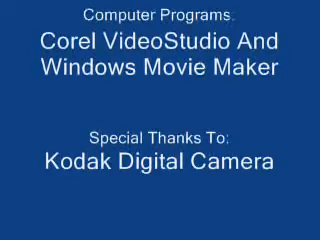 Computer Programs:
Corel VideoStudio And
Windows Movie Maker
Special Thanks To:
Kodak Digital Camera